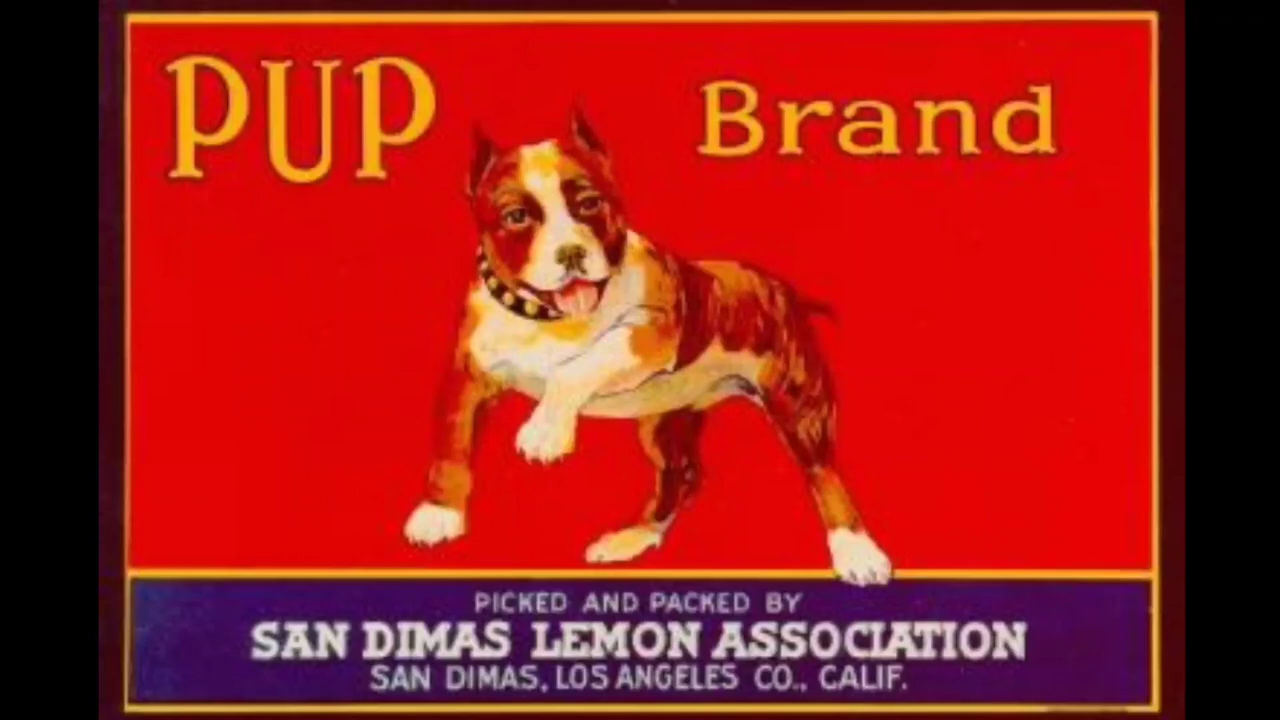 PUP Brand
PICKED AND PACKED BY
SAN DIMAS LEMON ASSOCIATION
SAN DIMAS, LOS ANGELES CO., CALIF.